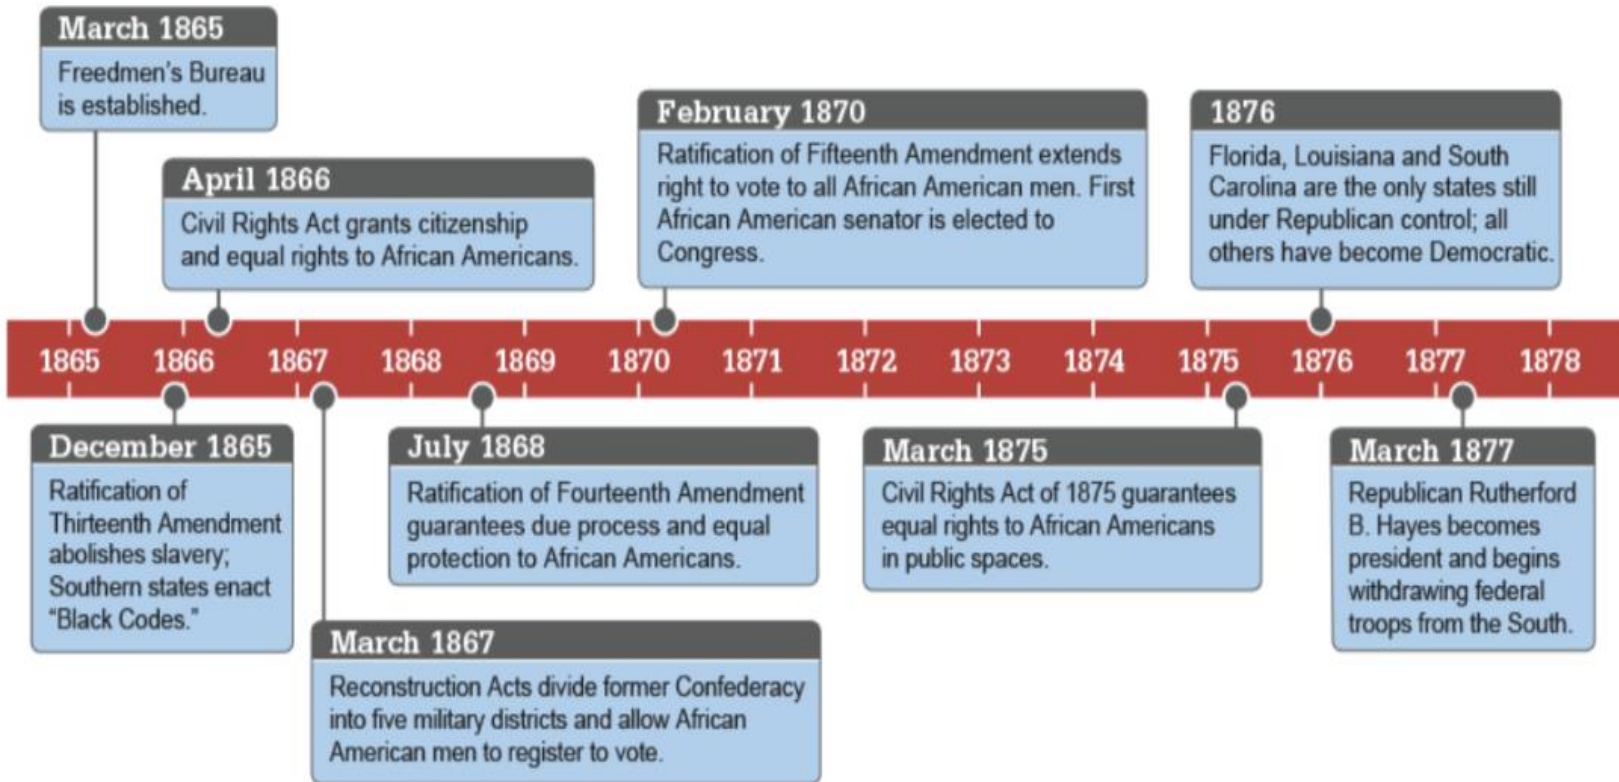 March 1865
Freedmen's Bureau
is established.
April 1866
Civil Rights Act grants citizenship
and equal rights to African Americans.
February 1870
Ratification of Fifteenth Amendment extends
right to vote to all African American men. First
African American senator is elected to
Congress.
1876
Florida, Louisiana and South
Carolina are the only states still
under Republican control; all
others have become Democratic.
1865 1866 1867 1868 1869 1870 1871 1872 1873 1874 1875 1876 1877 1878
December 1865
Ratification of
Thirteenth Amendment
abolishes slavery;
Southern states enact
“Black Codes.”
March 1867
Reconstruction Acts divide former Confederacy
into five military districts and allow African
American men to register to vote.
July 1868
Ratification of Fourteenth Amendment
guarantees due process and equal
protection to African Americans.
March 1875
Civil Rights Act of 1875 guarantees
equal rights to African Americans
in public spaces.
March 1877
Republican Rutherford
B. Hayes becomes
president and begins
withdrawing federal
troops from the South.